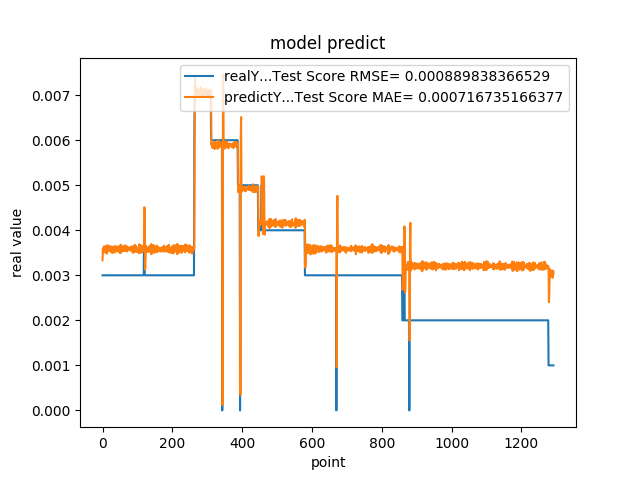 model predict
realY...Test Score RMSE= 0.000889838366529
predictY...Test Score MAE= 0.000716735166377
real value
0.007
0.006
0.005
0.004
0.003
0.002
0.001
0.000
0 200 400 600 800 1000 1200
point